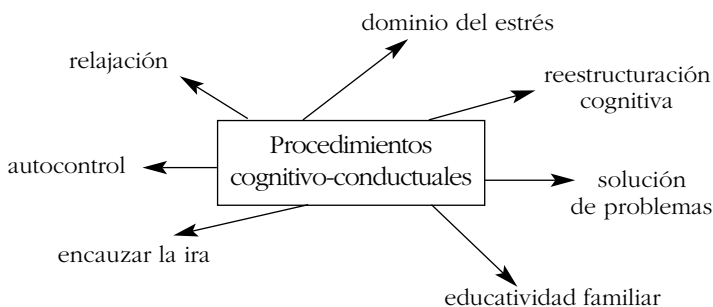 dominio del estrés
relajación
reestructuración
cognitiva
Procedimientos
cognitivo-conductuales
autocontrol
solución
de problemas
encauzar la ira
educatividad familiar